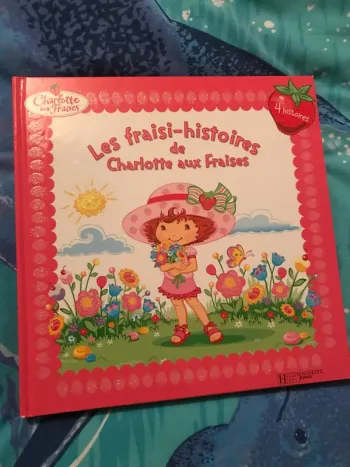 Charlotte
aux Fraises
4 histoires
Les fraisi-histoires
de
Charlotte aux Fraises
H HACHETTE